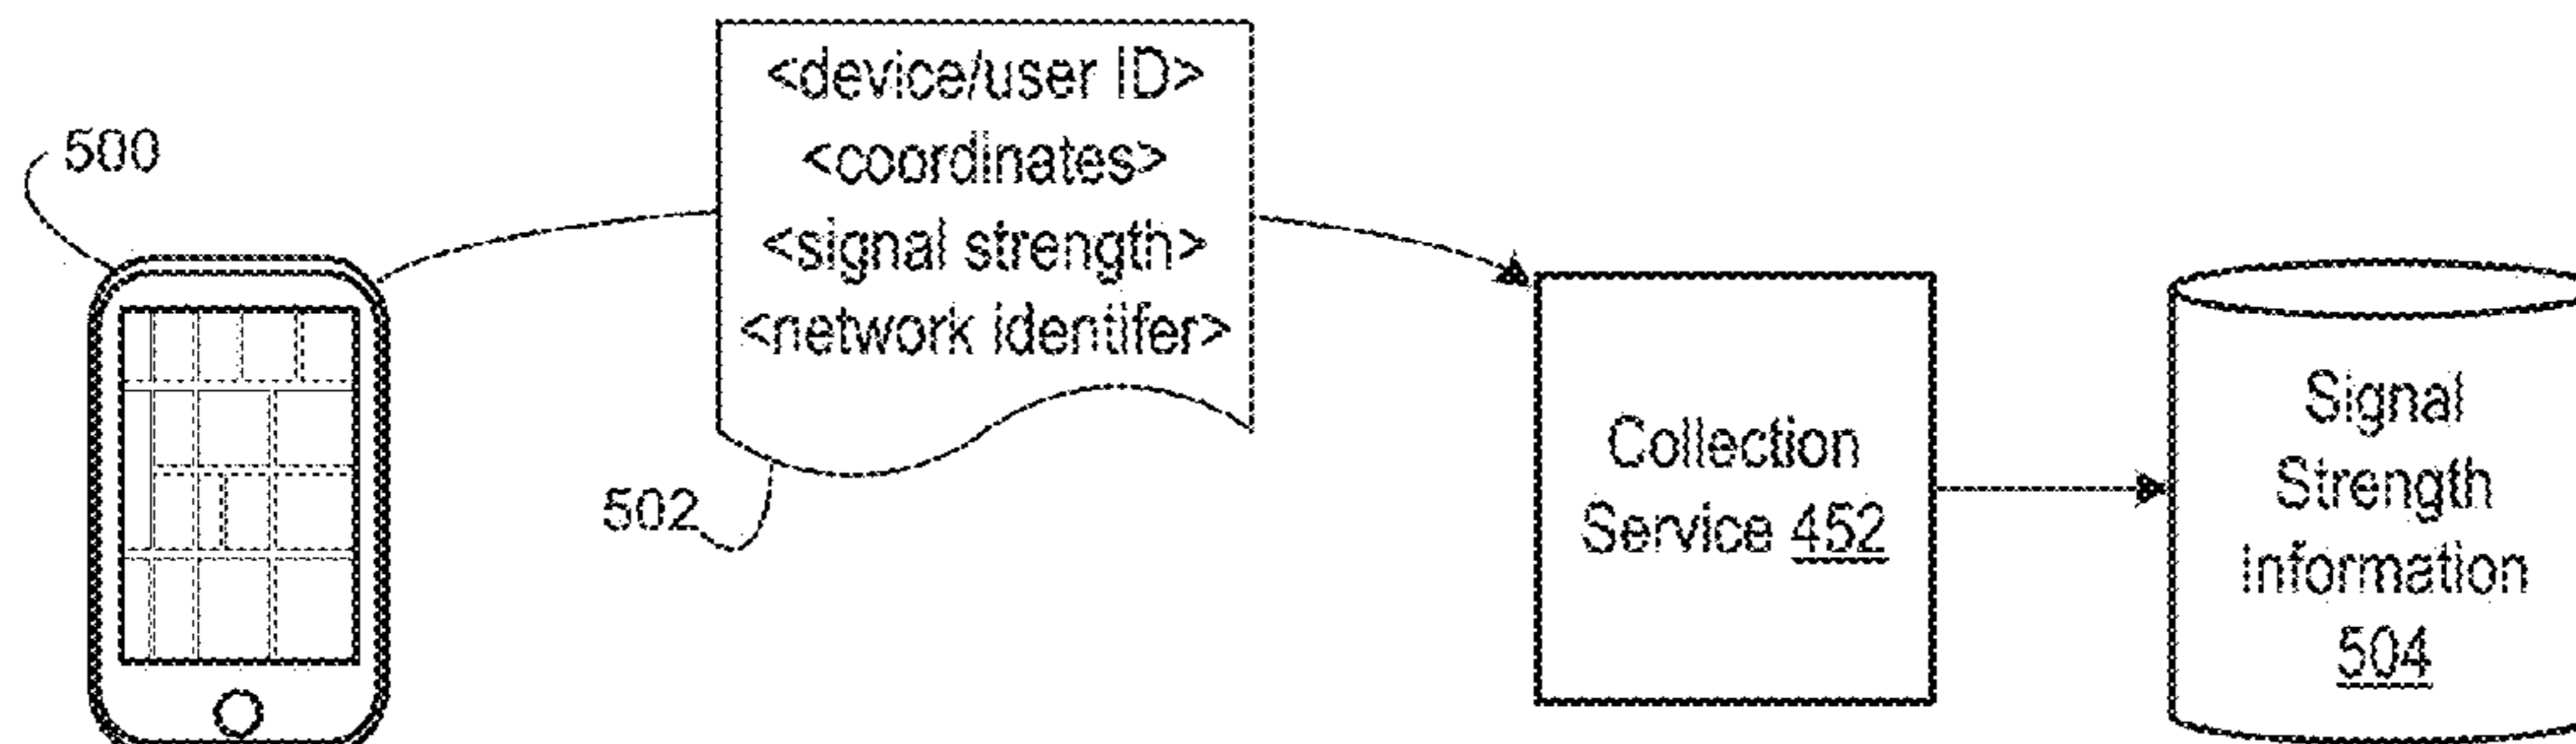 500
<device/user ID>
<coordinates>
<signal strength>
<network identifer>
502
Collection
Service 452
Signal
Strength
Information
504